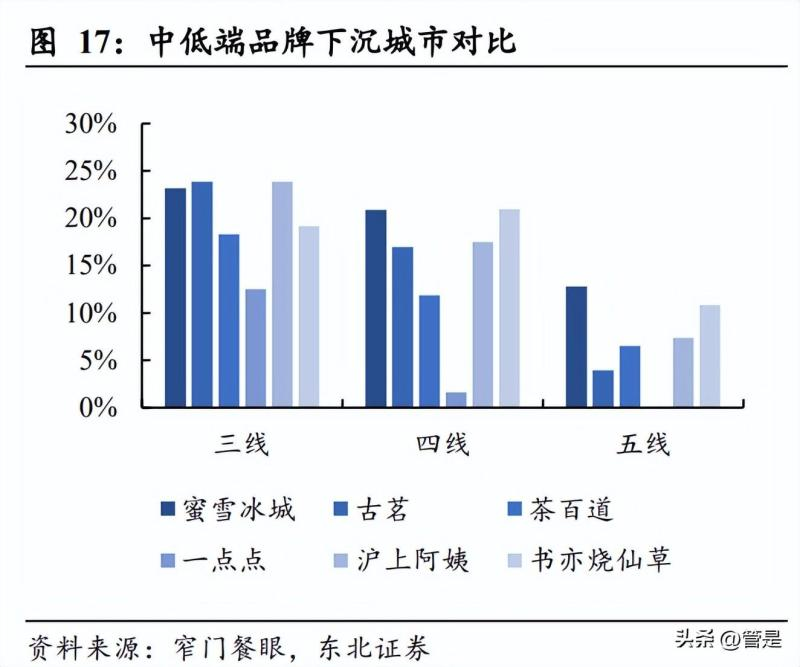 图 17：中低端品牌下沉城市对比
30%
25%
20%
15%
10%
5%
0%
三线 四线 五线
蜜雪冰城 古茗 茶百道
一点点 沪上阿姨 书亦烧仙草
资料来源：窄门餐眼，东北证券
头条 @管是